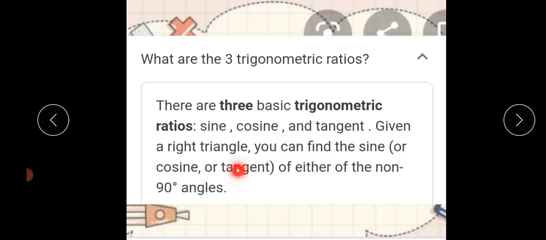 What are the 3 trigonometric ratios?
There are three basic trigonometric
ratios: sine , cosine , and tangent . Given
a right triangle, you can find the sine (or
cosine, or tangent) of either of the non-
90° angles.